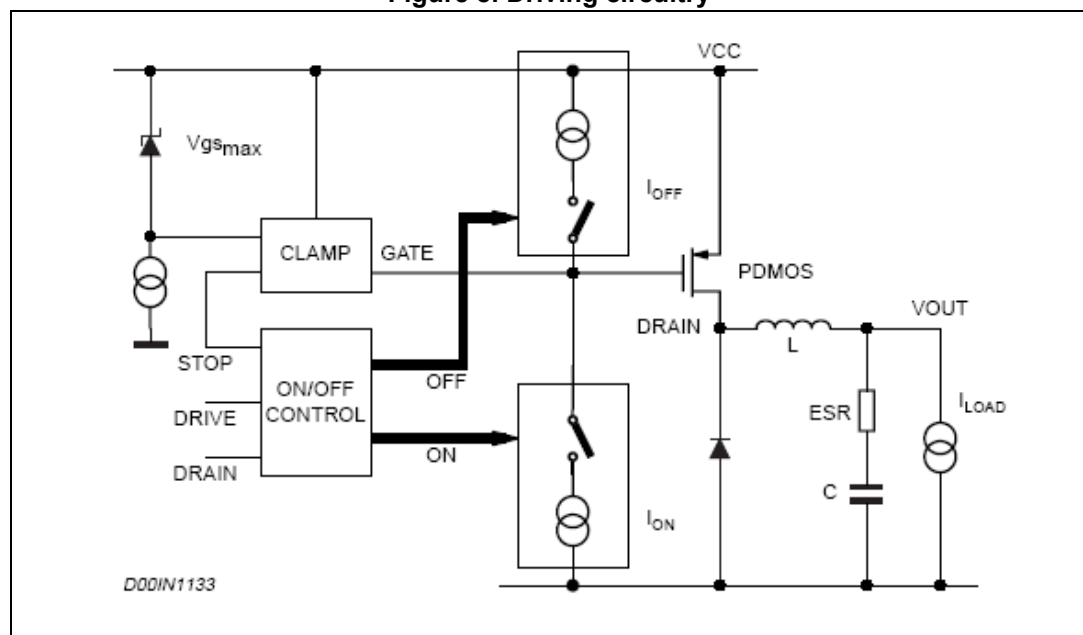 Figure 5. Driving circuitry
VCC
Vgsmax
IOFF
CLAMP
GATE
PDMOS
DRAIN
VOUT
L
STOP
OFF
ON/OFF
CONTROL
ESR
ILOAD
DRIVE
ON
DRAIN
C
ION
D00IN1133